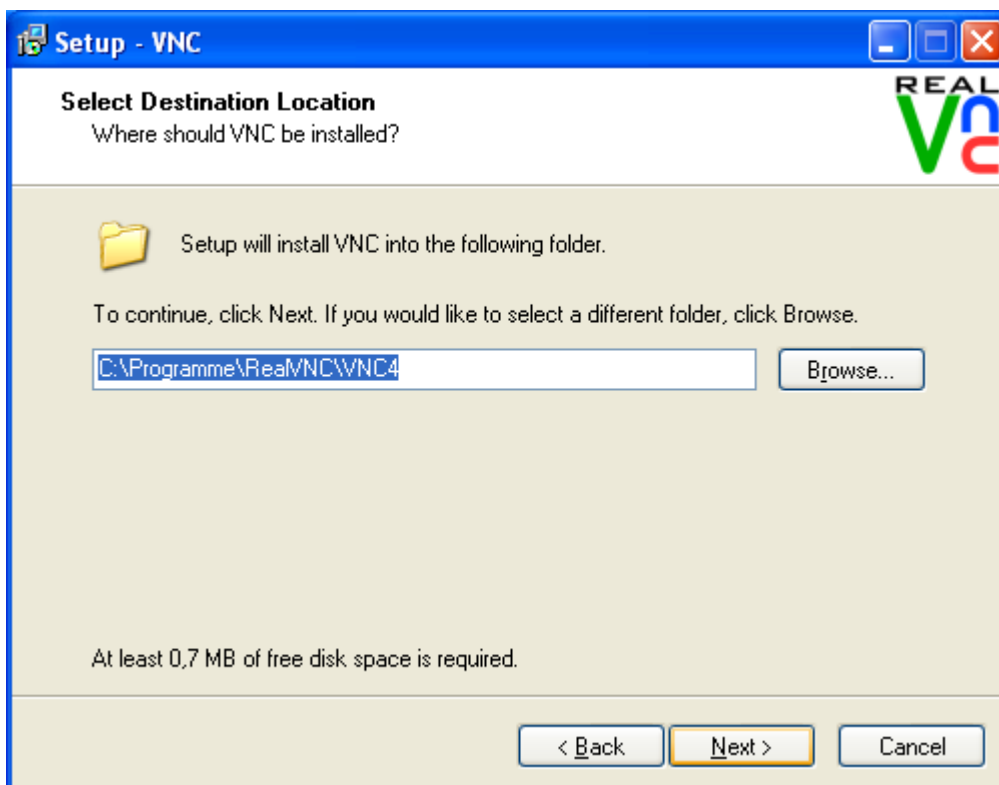 Setup - VNC
Select Destination Location
Where should VNC be installed?
REAL
vnc
Setup will install VNC into the following folder.
To continue, click Next. If you would like to select a different folder, click Browse.
C:\Programme\RealVNC\VNC4
Browse...
At least 0,7 MB of free disk space is required.
< Back
Next >
Cancel